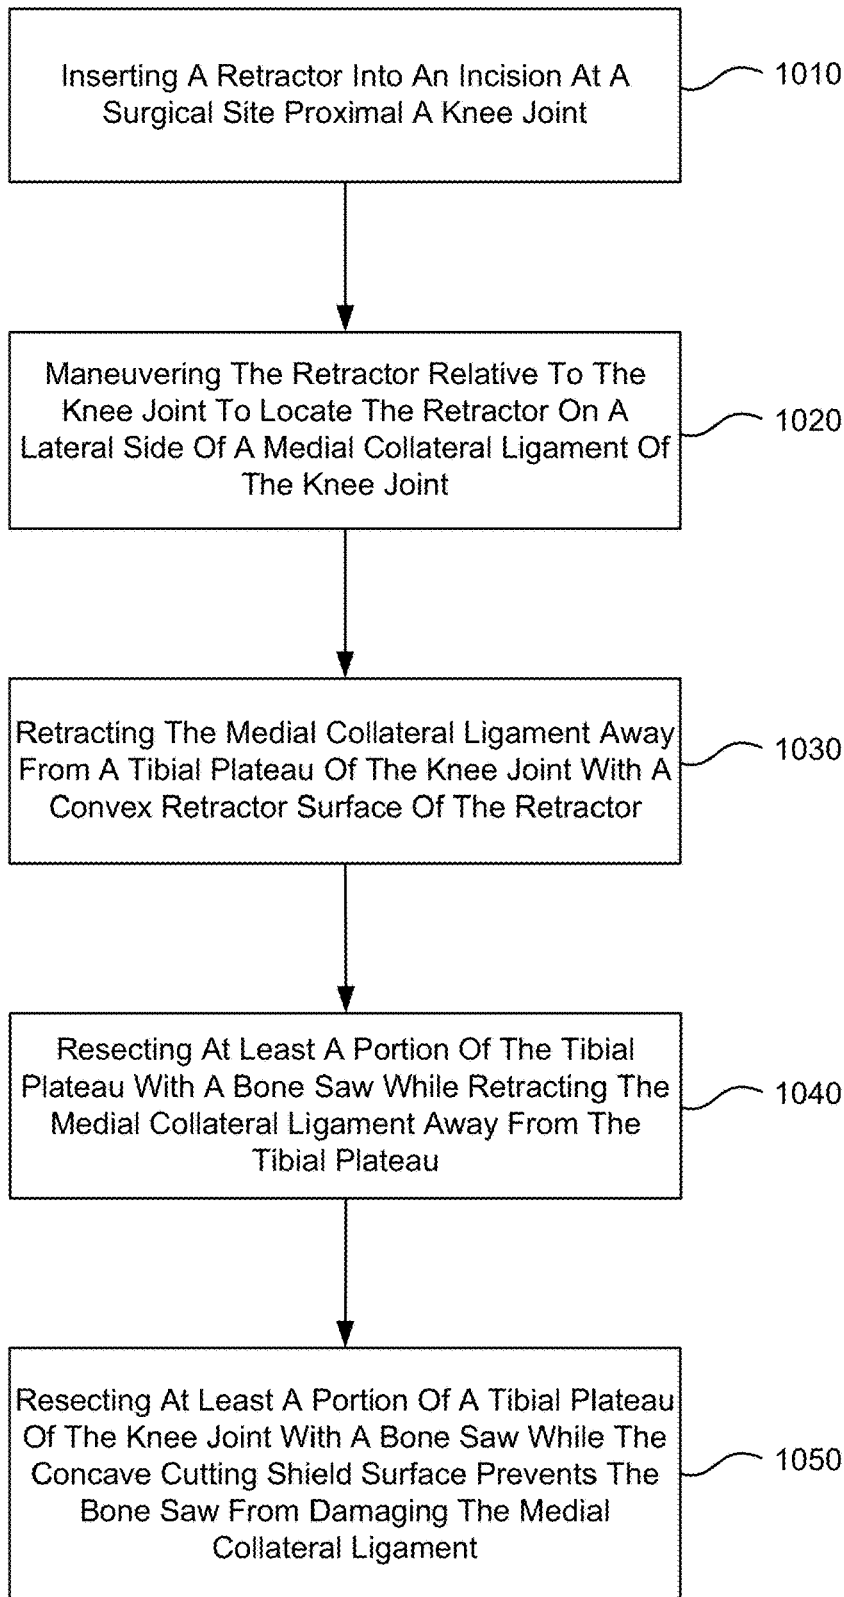 Inserting A Retractor Into An Incision At A
Surgical Site Proximal A Knee Joint
1010
Maneuvering The Retractor Relative To The
Knee Joint To Locate The Retractor On A
Lateral Side Of A Medial Collateral Ligament Of
The Knee Joint
1020
Retracting The Medial Collateral Ligament Away
From A Tibial Plateau Of The Knee Joint With A
Convex Retractor Surface Of The Retractor
1030
Resecting At Least A Portion Of The Tibial
Plateau With A Bone Saw While Retracting The
Medial Collateral Ligament Away From The
Tibial Plateau
1040
Resecting At Least A Portion Of A Tibial Plateau
Of The Knee Joint With A Bone Saw While The
Concave Cutting Shield Surface Prevents The
Bone Saw From Damaging The Medial
Collateral Ligament
1050